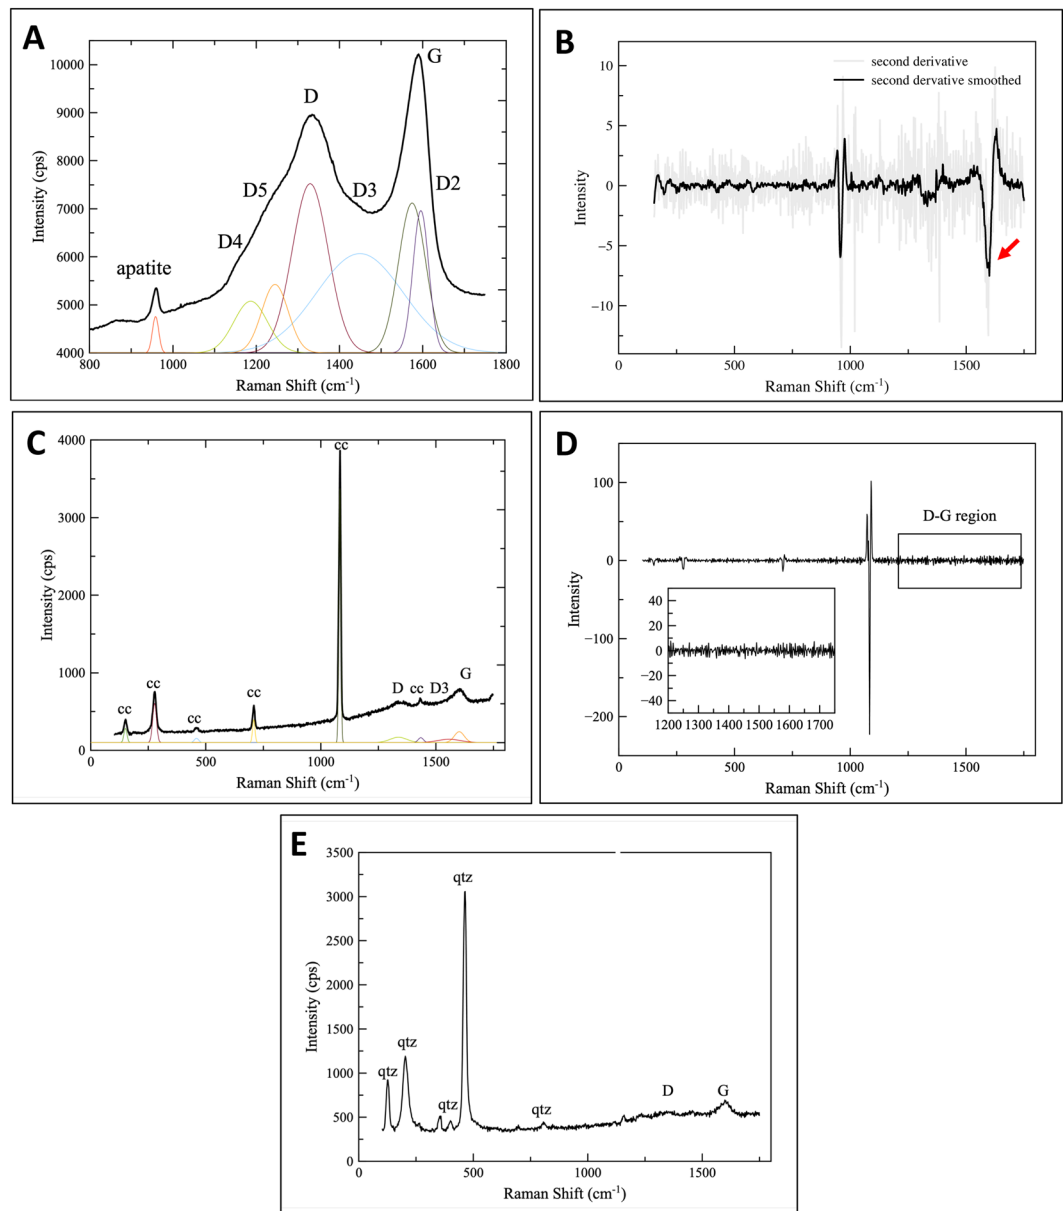 A
10000
9000
8000
7000
6000
5000
4000
Intensity (cps)
apatite
D4
D5
D
D3
G
D2
800 1000 1200 1400 1600 1800
Raman Shift (cm-1)
B
second derivative
second dervative smoothed
10
5
0
−5
−10
Intensity
0 500 1000 1500
Raman Shift (cm-1)
C
4000
3000
2000
1000
0
Intensity (cps)
cc
cc
cc
cc
cc
D cc D3 G
0 500 1000 1500
Raman Shift (cm-1)
D
100
0
−100
−200
Intensity
D-G region
40
20
0
−20
−40
1200 1300 1400 1500 1600 1700
0 500 1000 1500
Raman Shift (cm-1)
E
3500
3000
2500
2000
1500
1000
500
0
Intensity (cps)
qtz
qtz
qtz
qtz
qtz
D G
0 500 1000 1500
Raman Shift (cm-1)